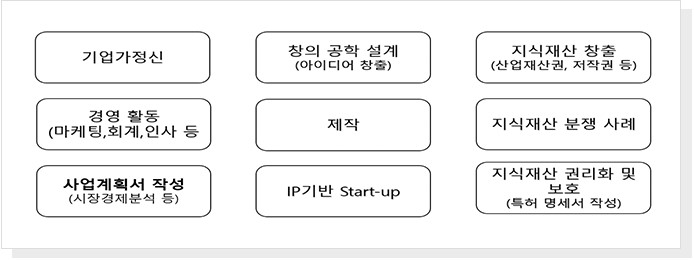 기업가정신
창의 공학 설계
(아이디어 창출)
지식재산 창출
(산업재산권, 저작권 등)
경영 활동
(마케팅,회계,인사 등
제작
지식재산 분쟁 사례
사업계획서 작성
(시장경제분석 등)
IP기반 Start-up
지식재산 권리화 및
보호
(특허 명세서 작성)